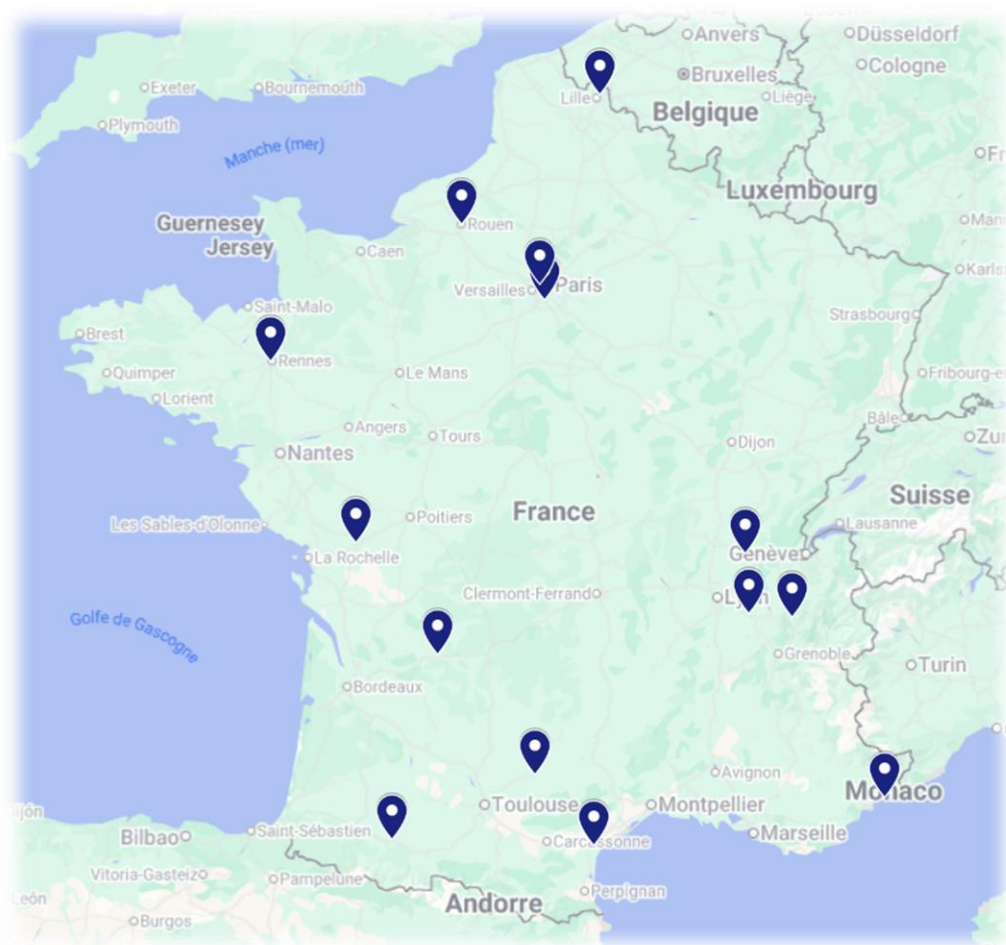 Anvers
Düsseldorf
Bruxelles
Cologne
Exeter
Bournemouth
Lille
Liège
Belgique
Plymouth
Manche (mer)
Luxembourg
Guernesey
Jersey
Rouen
Caen
Versailles
Paris
Saint-Malo
Strasbourg
Brest
Rennes
Quimper
Le Mans
Lorient
Angers
Tours
Bâle
Dijon
Nantes
Suisse
France
Poitiers
Les Sables-d'Olonne
Lausanne
La Rochelle
Genève
Clermont-Ferrand
Lyon
Golfe de Gascogne
Grenoble
Turin
Bordeaux
Avignon
Monaco
Toulouse
Montpellier
Saint-Sébastien
Bilbao
Carcassonne
Marseille
Vitoria-Gasteiz
Pampelune
Perpignan
Andorre
Burgos